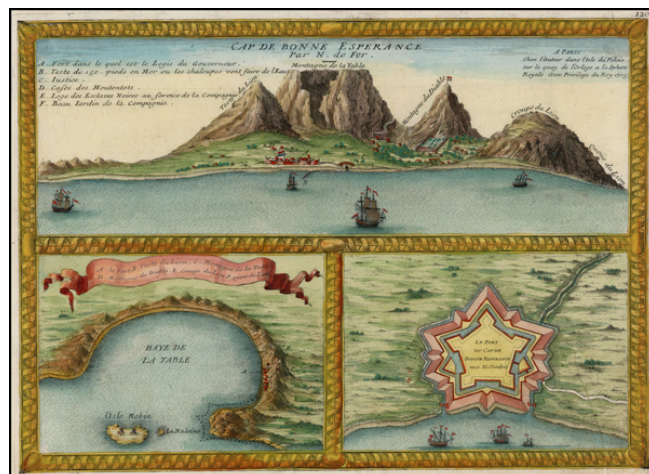 120
CAP DE BONNE ESPERANCE
Par N. de Fer.
Montagne de la Table
A. Fort dans le quel est le Logis du Gouverneur.
B. Teste de 150. pieds en Mer ou les chaloupes vont faire de l'Eau
C. Justice.
D. Cases des Houtentots.
E. Loge des Esclaves Noires au service de la Compagnie
F. Beau Jardin de la Compagnie.
A PARIS
Chez l'Auteur dans l'Isle du Palais
sur le quay de l'Orloge a la Sphere
Royale Avec Privilege du Roy 1705
Montagne du Diable
Croupe du Lion
BAYE DE
LA TABLE
Isle Robin
La Baleine
LE FORT
DU CAP DE
BONNE ESPERANCE
aux Hollandois